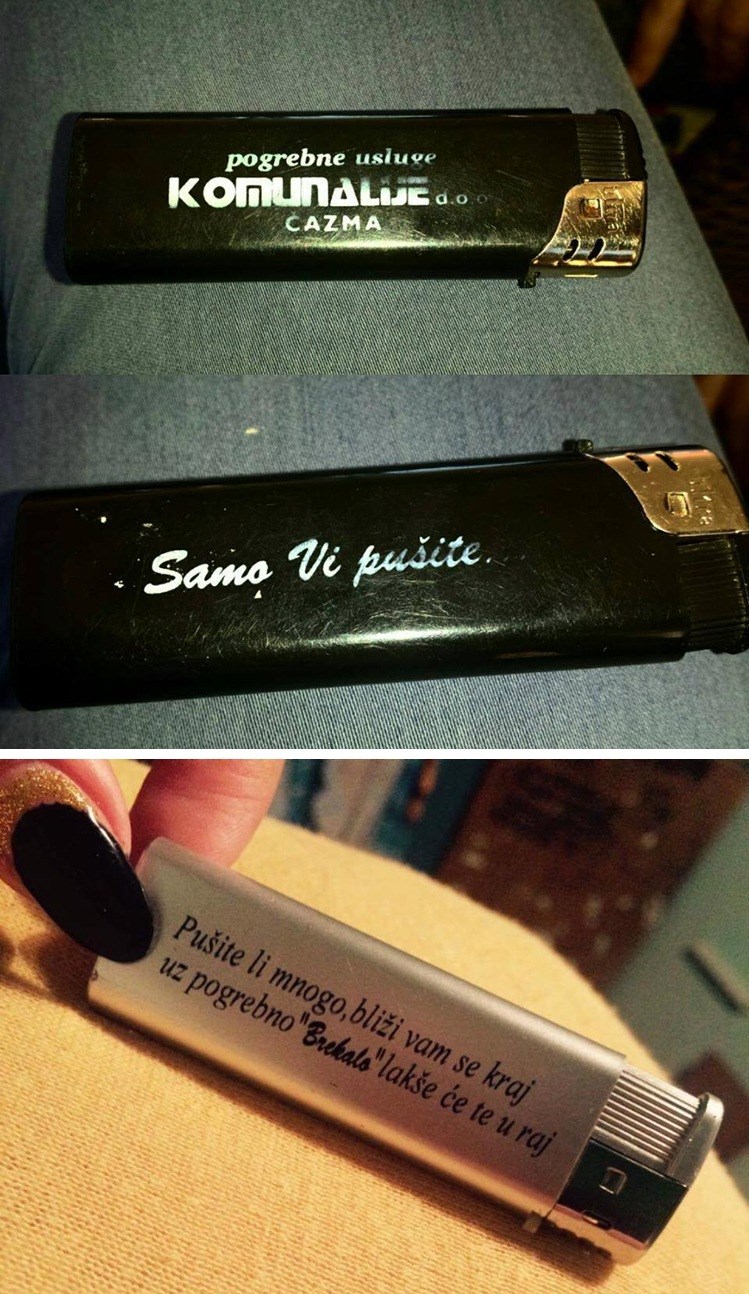 pogrebne usluge
KOMUNALIJE d.o.o
ČAZMA
Samo Vi pušite...
Pušite li mnogo, bliži vam se kraj
uz pogrebno "Brekalo" lakše će te u raj